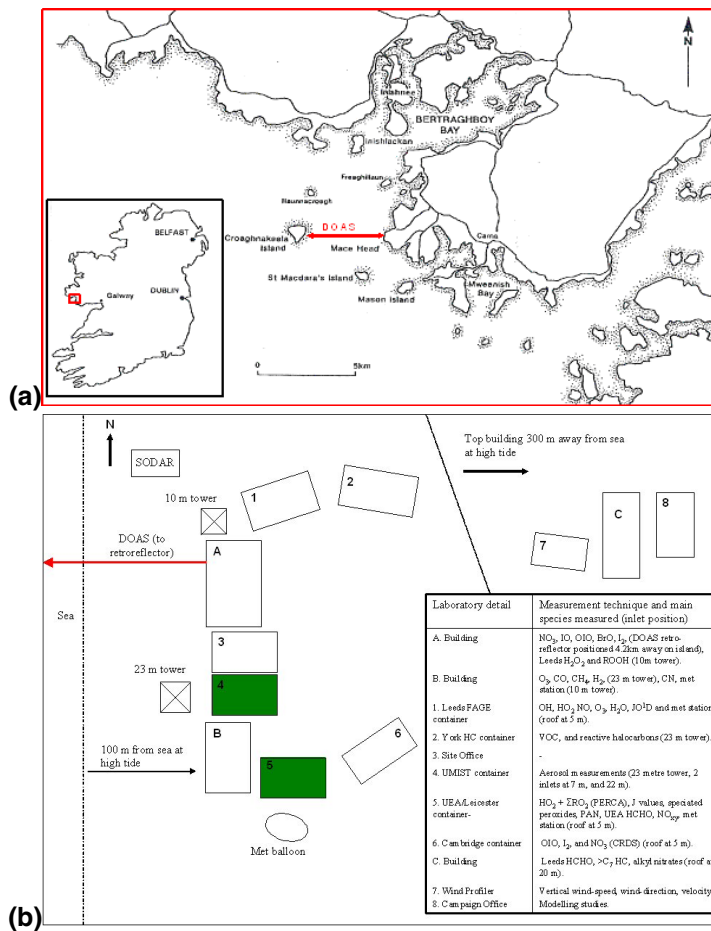 N
Inishnee
BERTRAGHBOY
BAY
Inishlackan
Freaghillaun
DOAS
Croaghnakeela
Island
Mace Head
Carna
St Macdara's Island
Mason Island
Mweenish
Bay
BELFAST
Galway
DUBLIN
0 5km
(a)
N
SODAR
10 m tower
1
2
Top building 300 m away from sea
at high tide
DOAS (to
retroreflector)
A
7
C
8
Sea
3
23 m tower
4
B
6
100 m from sea at
high tide
5
Met balloon
Laboratory detail Measurement technique and main
species measured (inlet position)
A. Building NO3, IO, OIO, BrO, I2, (DOAS retro-
reflector positioned 4.2km away on island),
Leeds H2O2 and ROOH (10m tower).
B. Building O3, CO, CH4, H2, (23 m tower), CN, met
station (10 m tower).
1. Leeds FAGE OH, HO2 NO, O3, H2O, JO1D and met station
container (roof at 5 m).
2. York HC container VOC, and reactive halocarbons (23 m tower).
3. Site Office -
4. UMIST container Aerosol measurements (23 metre tower, 2
inlets at 7 m, and 22 m).
5. UEA/Leicester HO2 + ΣRO2 (PERCA), J values, speciated
container- peroxides, PAN, UEA HCHO, NOxy, met
station (roof at 5 m).
6. Cambridge container OIO, I2, and NO3 (CRDS) (roof at 5 m).
C. Building Leeds HCHO, >C7 HC, alkyl nitrates (roof at
20 m).
7. Wind Profiler Vertical wind-speed, wind-direction, velocity
8. Campaign Office Modelling studies.
(b)